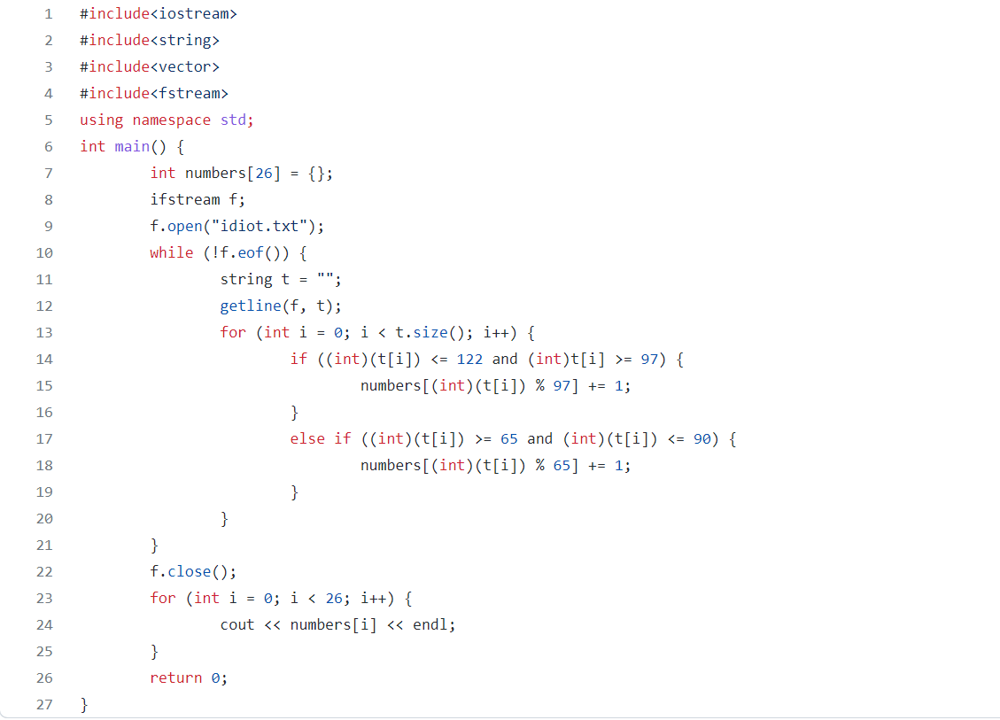 1 #include<iostream>
2 #include<string>
3 #include<vector>
4 #include<fstream>
5 using namespace std;
6 int main() {
7 int numbers[26] = {};
8 ifstream f;
9 f.open("idiot.txt");
10 while (!f.eof()) {
11 string t = "";
12 getline(f, t);
13 for (int i = 0; i < t.size(); i++) {
14 if ((int)(t[i]) <= 122 and (int)t[i] >= 97) {
15 numbers[(int)(t[i]) % 97] += 1;
16 }
17 else if ((int)(t[i]) >= 65 and (int)(t[i]) <= 90) {
18 numbers[(int)(t[i]) % 65] += 1;
19 }
20 }
21 }
22 f.close();
23 for (int i = 0; i < 26; i++) {
24 cout << numbers[i] << endl;
25 }
26 return 0;
27 }